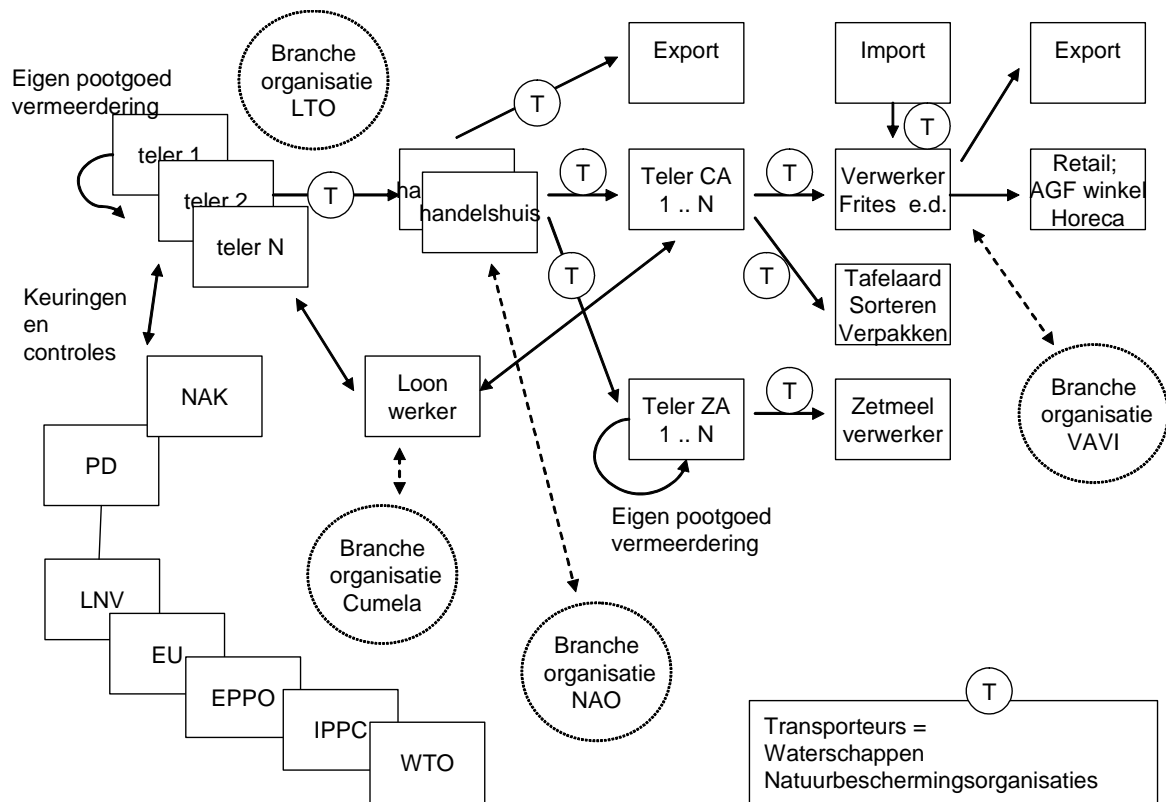 Branche
organisatie
LTO
Export
Import
Export
Eigen pootgoed
vermeerdering
T
T
teler 1
teler 2
teler N
T
ha
handelshuis
T
Teler CA
1 .. N
T
Verwerker
Frites e.d.
Retail;
AGF winkel
Horeca
T
T
Tafelaard
Sorteren
Verpakken
Keuringen
en
controles
NAK
Loon
werker
Teler ZA
1 .. N
T
Zetmeel
verwerker
Branche
organisatie
VAVI
PD
Eigen pootgoed
vermeerdering
Branche
organisatie
Cumela
LNV
EU
EPPO
IPPC
WTO
Branche
organisatie
NAO
T
Transporteurs =
Waterschappen
Natuurbeschermingsorganisaties